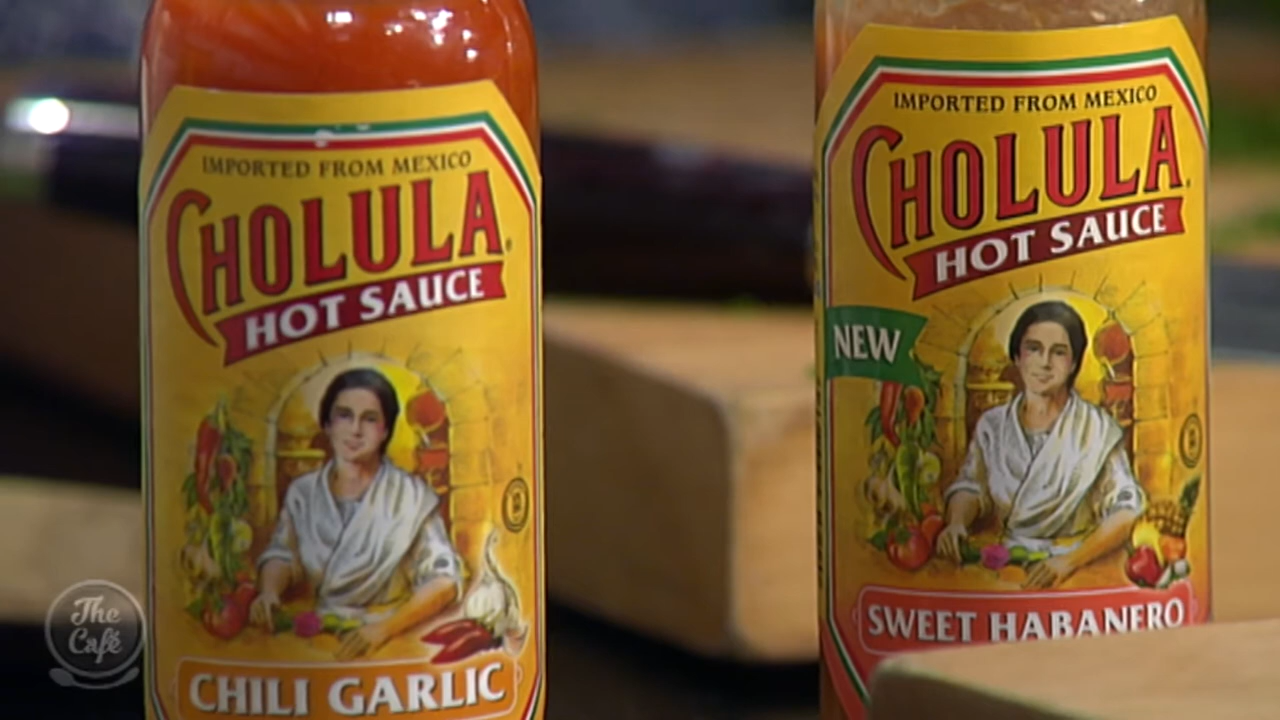 IMPORTED FROM MEXICO
CHOLULA
HOT SAUCE
CHILI GARLIC
IMPORTED FROM MEXICO
CHOLULA
HOT SAUCE
NEW
SWEET HABANERO
The
Café